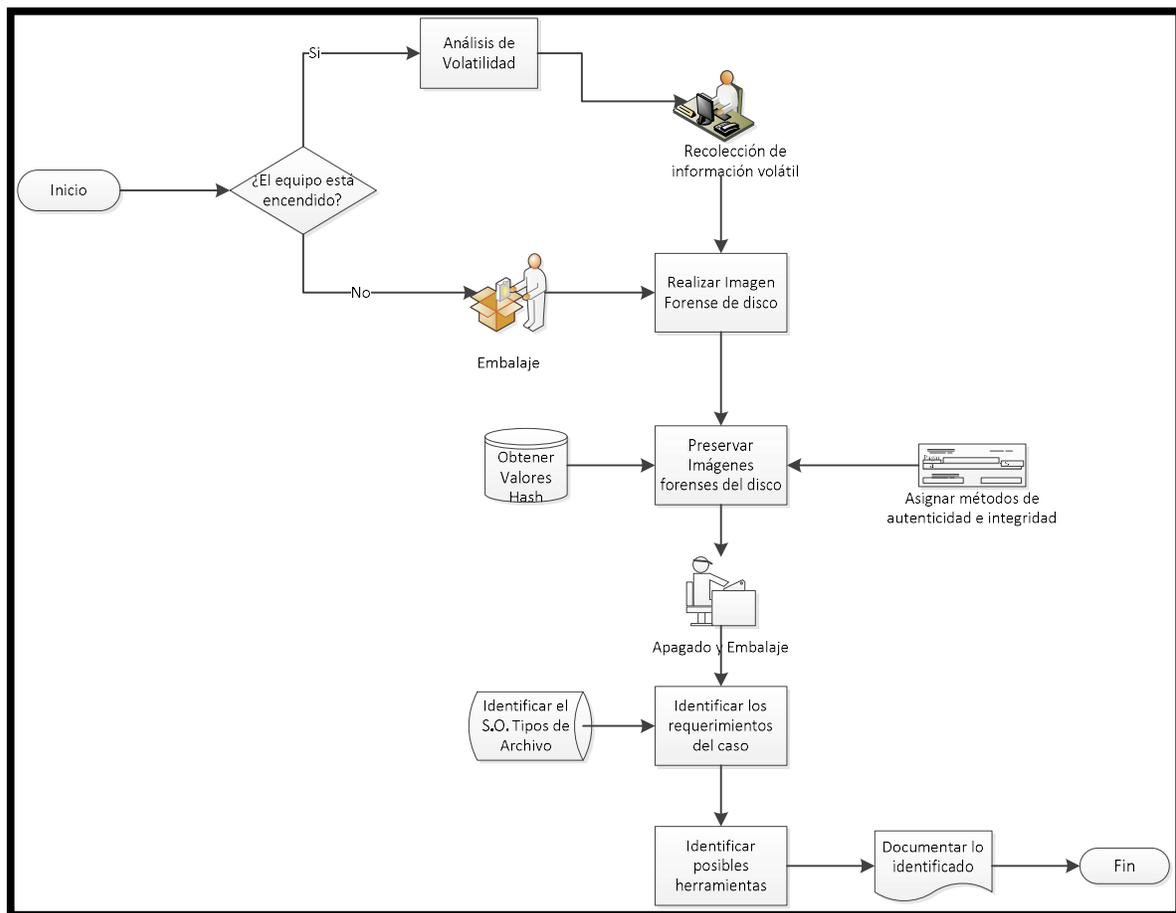 Si
Análisis de
Volatilidad
Recolección de
información volátil
Inicio
¿El equipo está
encendido?
No
Embalaje
Realizar Imagen
Forense de disco
Obtener
Valores
Hash
Preservar
Imágenes
forenses del disco
Asignar métodos de
autenticidad e integridad
Apagado y Embalaje
Identificar el
S.O. Tipos de
Archivo
Identificar los
requerimientos
del caso
Identificar
posibles
herramientas
Documentar lo
identificado
Fin